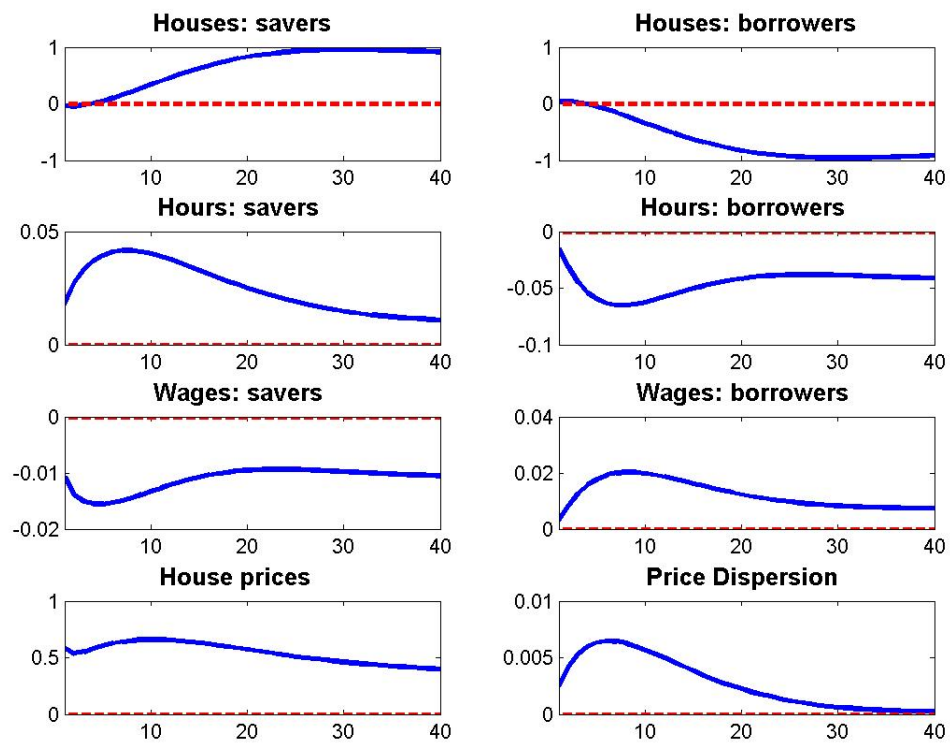 Houses: savers
1
0
-1
10 20 30 40
Houses: borrowers
1
0
-1
10 20 30 40
Hours: savers
0.05
0
10 20 30 40
Hours: borrowers
0
-0.05
-0.1
10 20 30 40
Wages: savers
0
-0.01
-0.02
10 20 30 40
Wages: borrowers
0.04
0.02
0
10 20 30 40
House prices
1
0.5
0
10 20 30 40
Price Dispersion
0.01
0.005
0
10 20 30 40